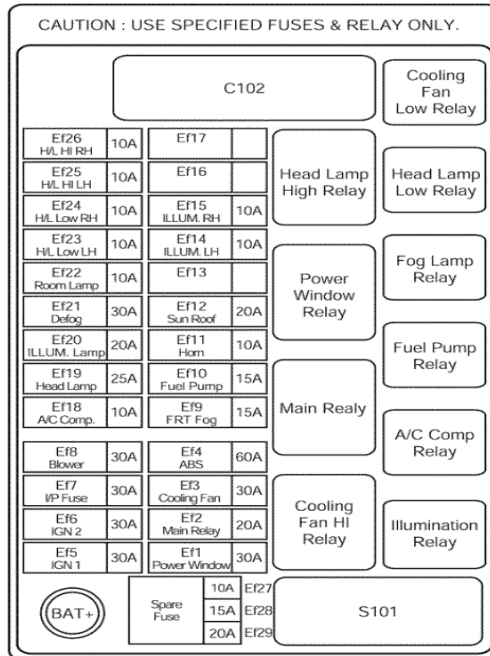 CAUTION : USE SPECIFIED FUSES & RELAY ONLY.
C102
Cooling
Fan
Low Relay
Ef26
H/L HI RH
10A
Ef17
Ef25
H/L HI LH
10A
Ef16
Head Lamp
High Relay
Head Lamp
Low Relay
Ef24
H/L Low RH
10A
Ef15
ILLUM. RH
10A
Ef23
H/L Low LH
10A
Ef14
ILLUM. LH
10A
Ef22
Room Lamp
10A
Ef13
Power
Window
Relay
Fog Lamp
Relay
Ef21
Defog
30A
Ef12
Sun Roof
20A
Ef20
ILLUM. Lamp
20A
Ef11
Horn
10A
Fuel Pump
Relay
Ef19
Head Lamp
25A
Ef10
Fuel Pump
15A
Ef18
A/C Comp.
10A
Ef9
FRT Fog
15A
Main Realy
A/C Comp
Relay
Ef8
Blower
30A
Ef4
ABS
60A
Ef7
I/P Fuse
30A
Ef3
Cooling Fan
30A
Ef6
IGN 2
30A
Ef2
Main Relay
20A
Cooling
Fan HI
Relay
Illumination
Relay
Ef5
IGN 1
30A
Ef1
Power Window
30A
BAT+
Spare
Fuse
10A Ef27
15A Ef28
20A Ef29
S101